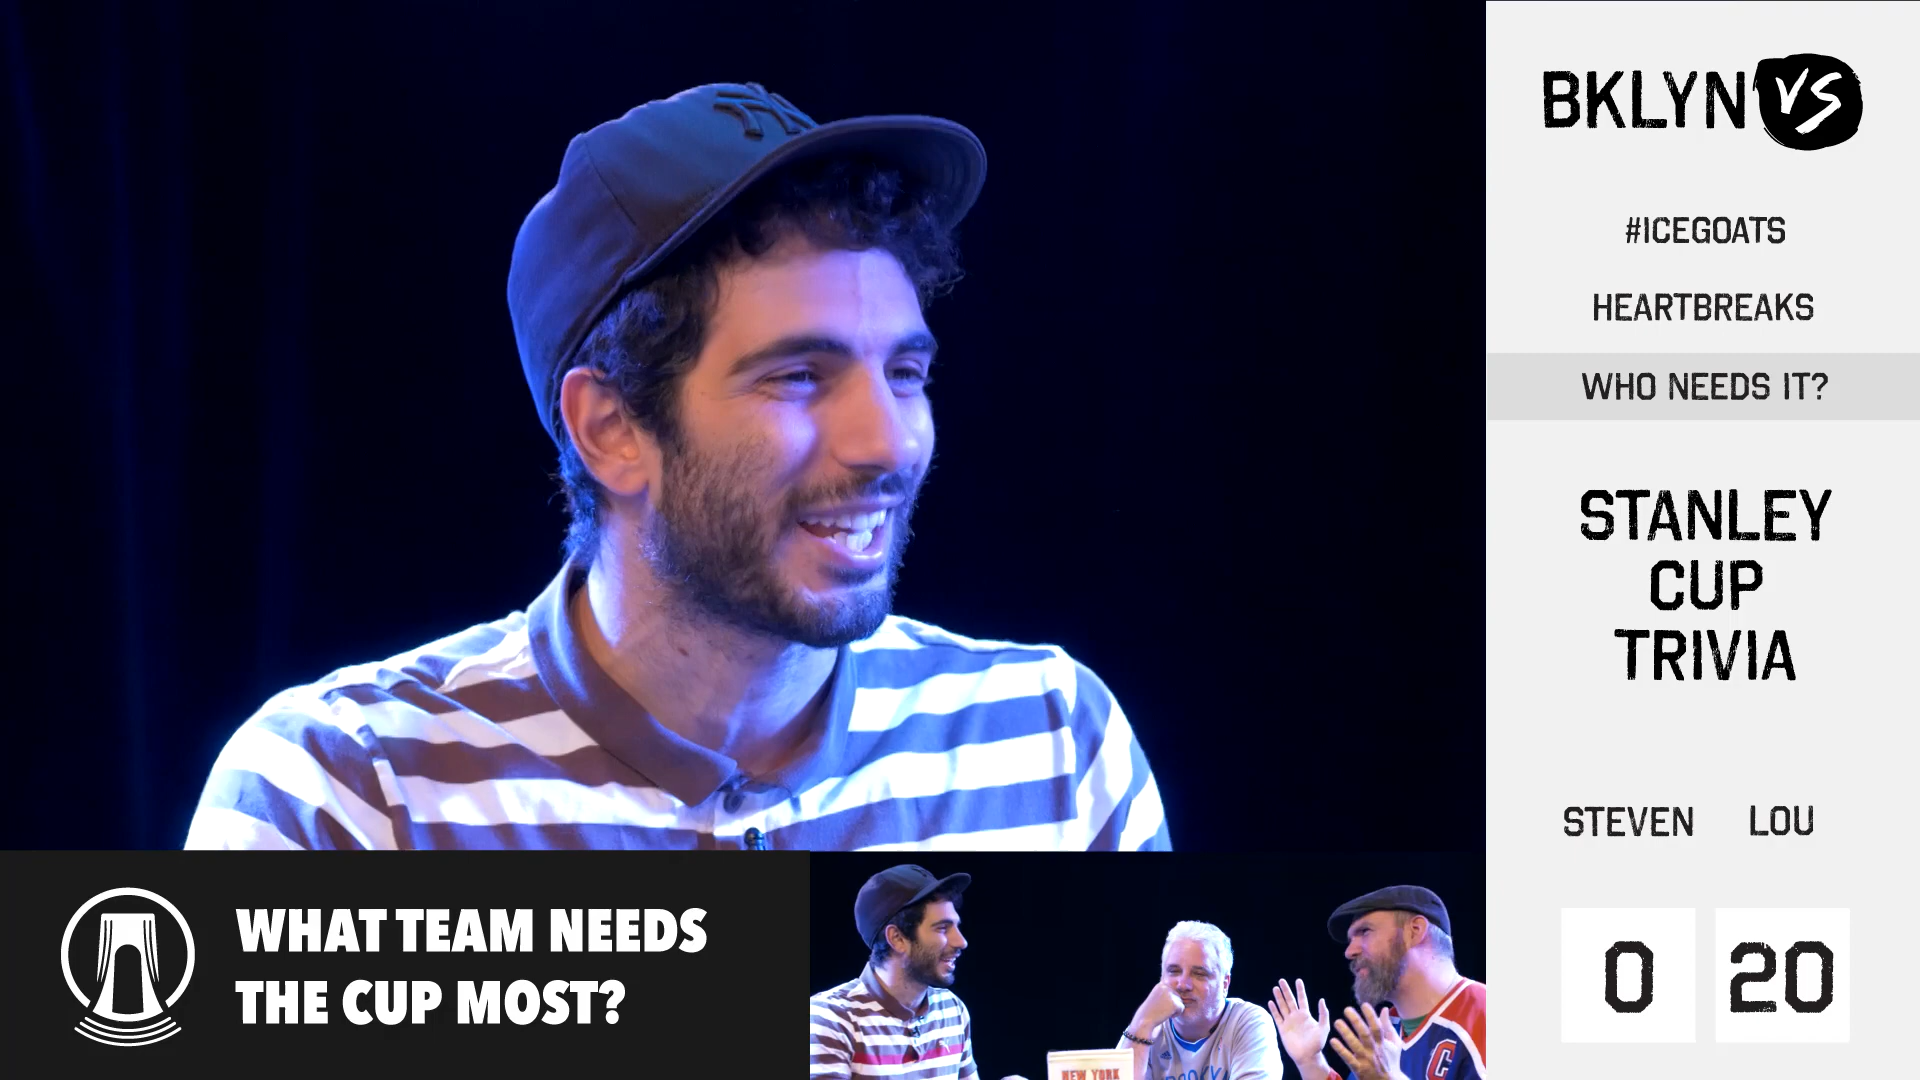 NY
BKLYN VS
#ICEGOATS
HEARTBREAKS
WHO NEEDS IT?
STANLEY
CUP
TRIVIA
STEVEN LOU
0 20
WHAT TEAM NEEDS
THE CUP MOST?
NEW YORK
C